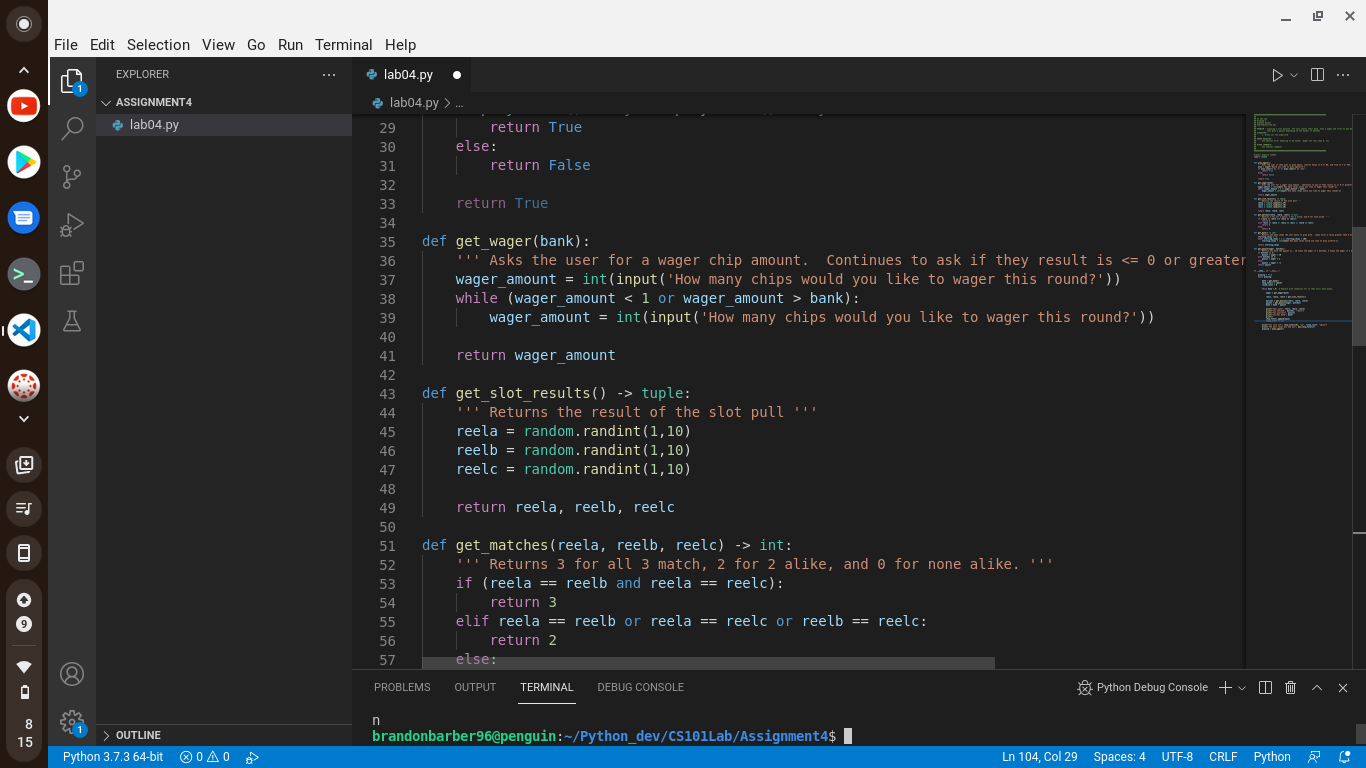 File Edit Selection View Go Run Terminal Help
EXPLORER
ASSIGNMENT4
lab04.py
lab04.py
lab04.py > ...
29 return True
30 else:
31 return False
32
33 return True
34
35 def get_wager(bank):
36 ''' Asks the user for a wager chip amount.  Continues to ask if they result is <= 0 or greater
37 wager_amount = int(input('How many chips would you like to wager this round?'))
38 while (wager_amount < 1 or wager_amount > bank):
39 wager_amount = int(input('How many chips would you like to wager this round?'))
40
41 return wager_amount
42
43 def get_slot_results() -> tuple:
44 ''' Returns the result of the slot pull '''
45 reela = random.randint(1,10)
46 reelb = random.randint(1,10)
47 reelc = random.randint(1,10)
48
49 return reela, reelb, reelc
50
51 def get_matches(reela, reelb, reelc) -> int:
52 ''' Returns 3 for all 3 match, 2 for 2 alike, and 0 for none alike. '''
53 if (reela == reelb and reela == reelc):
54 return 3
55 elif reela == reelb or reela == reelc or reelb == reelc:
56 return 2
57 else:
PROBLEMS OUTPUT TERMINAL DEBUG CONSOLE
Python Debug Console
n
brandonbarber96@penguin:~/Python_dev/CS101Lab/Assignment4$
OUTLINE
1
1
9
8
15
Python 3.7.3 64-bit 0 0 Ln 104, Col 29 Spaces: 4 UTF-8 CRLF Python